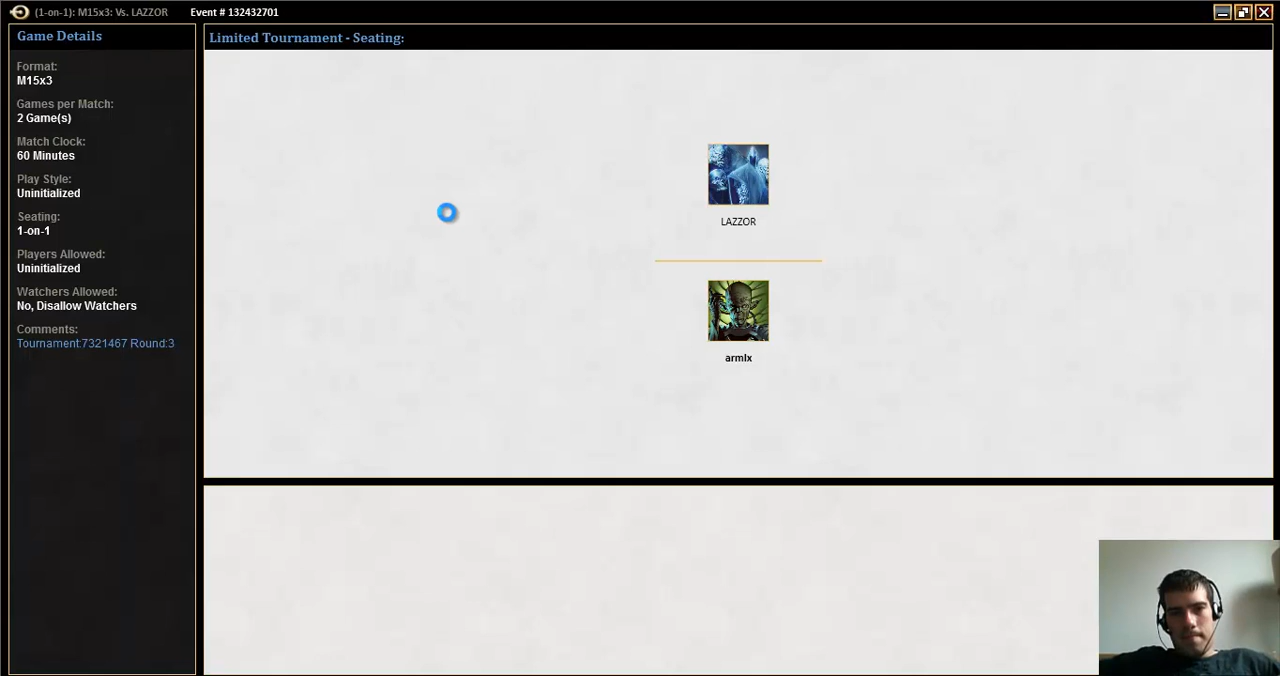 (1-on-1): M15x3: Vs. LAZZOR Event # 132432701
Game Details
Limited Tournament - Seating:
Format:
M15x3
Games per Match:
2 Game(s)
Match Clock:
60 Minutes
Play Style:
Uninitialized
Seating:
1-on-1
Players Allowed:
Uninitialized
Watchers Allowed:
No, Disallow Watchers
Comments:
Tournament:7321467 Round:3
LAZZOR
armlx